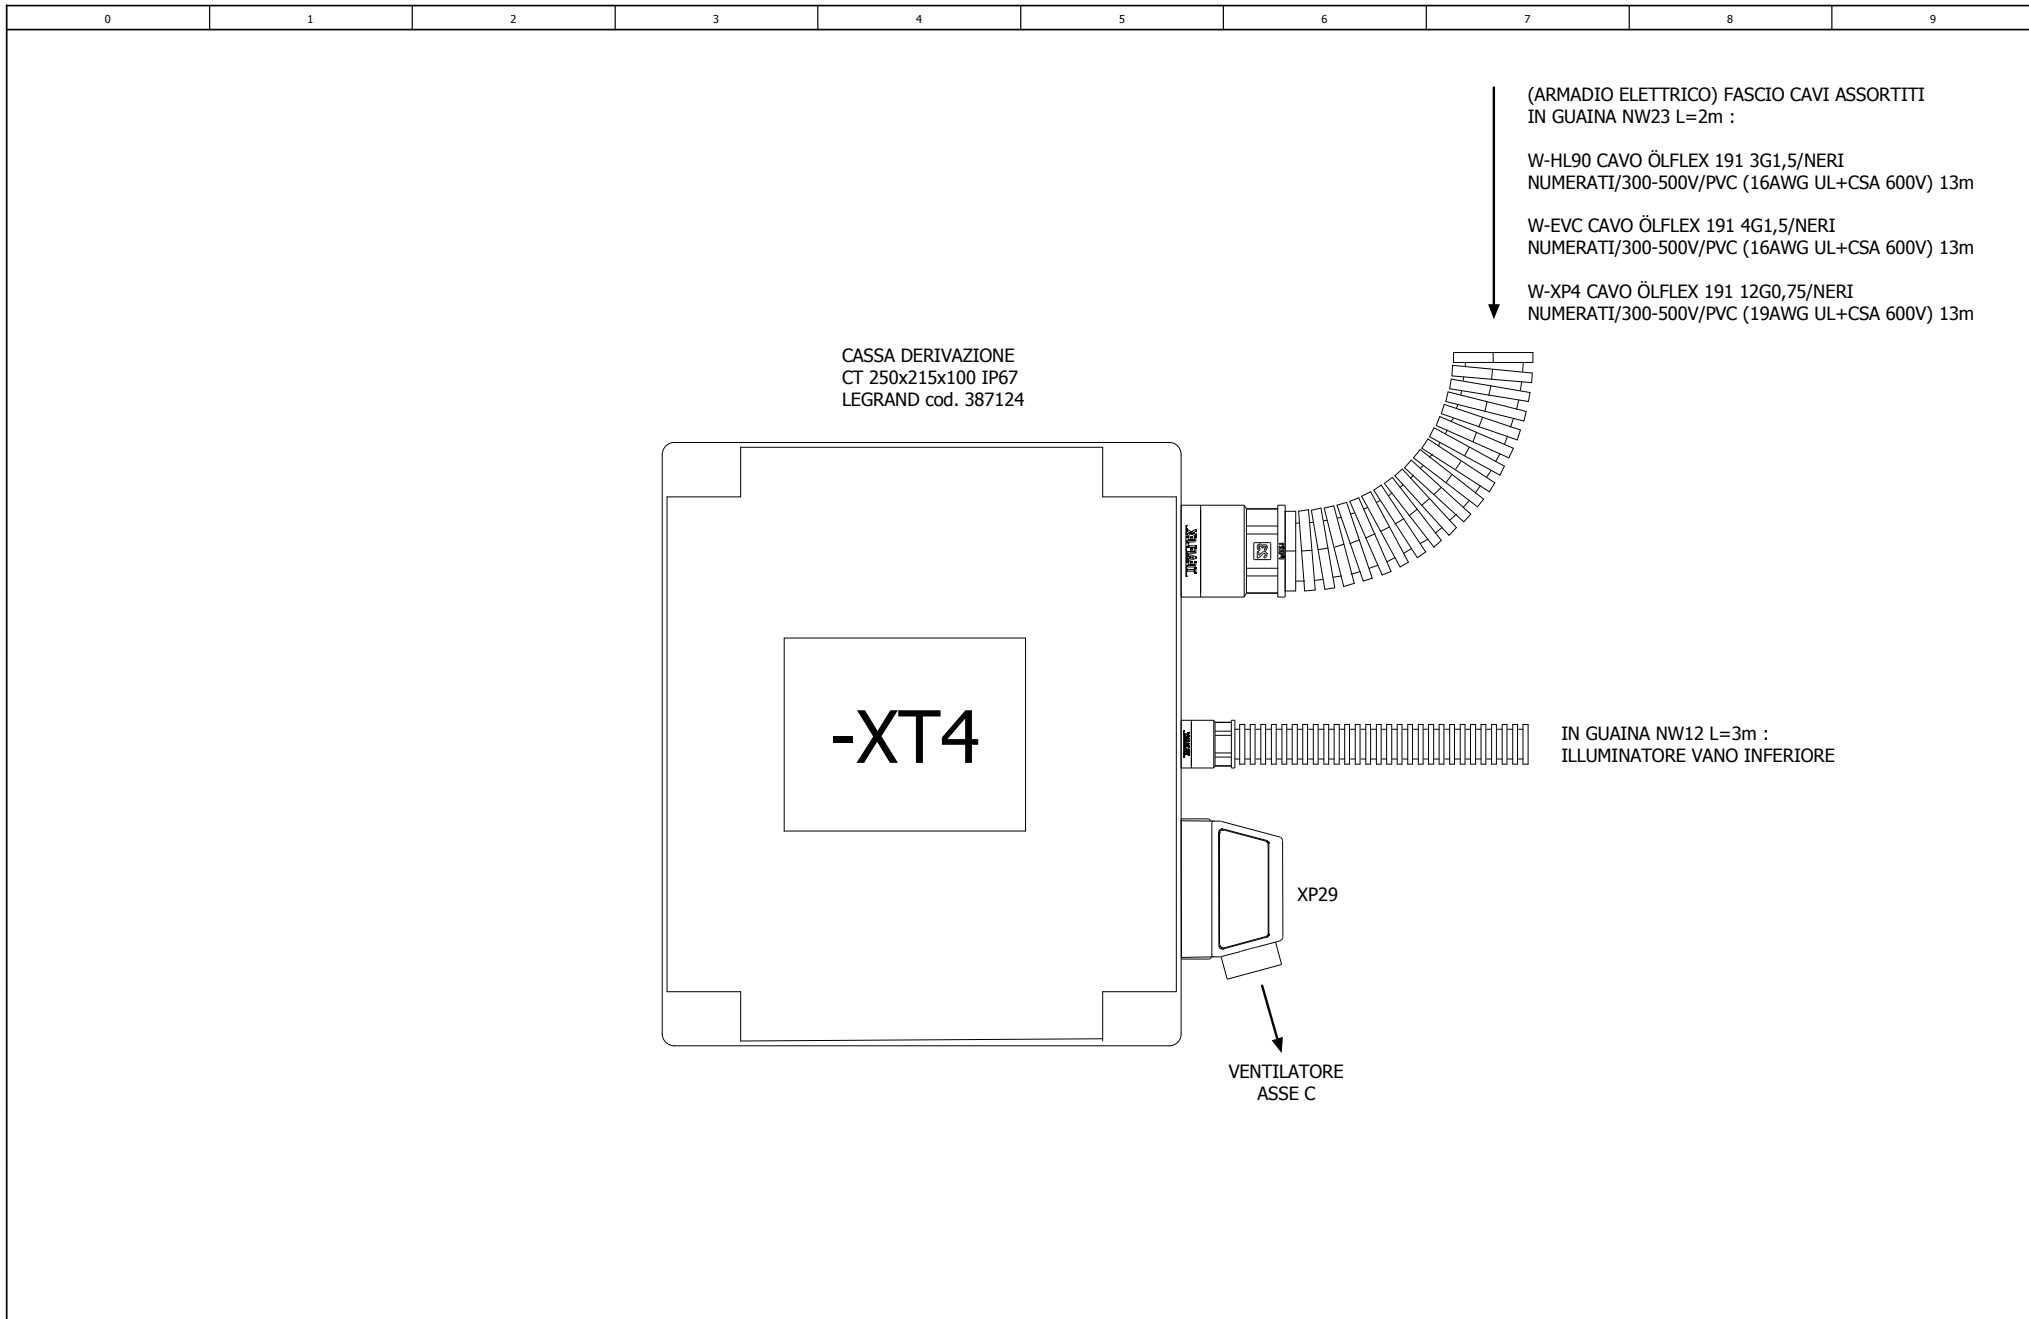 0 1 2 3 4 5 6 7 8 9
(ARMADIO ELETTRICO) FASCIO CAVI ASSORTITI
IN GUAINA NW23 L=2m :
W-HL90 CAVO ÖLFLEX 191 3G1,5/NERI
NUMERATI/300-500V/PVC (16AWG UL+CSA 600V) 13m
W-EVC CAVO ÖLFLEX 191 4G1,5/NERI
NUMERATI/300-500V/PVC (16AWG UL+CSA 600V) 13m
W-XP4 CAVO ÖLFLEX 191 12G0,75/NERI
NUMERATI/300-500V/PVC (19AWG UL+CSA 600V) 13m
CASSA DERIVAZIONE
CT 250x215x100 IP67
LEGRAND cod. 387124
-XT4
IN GUAINA NW12 L=3m :
ILLUMINATORE VANO INFERIORE
XP29
VENTILATORE
ASSE C